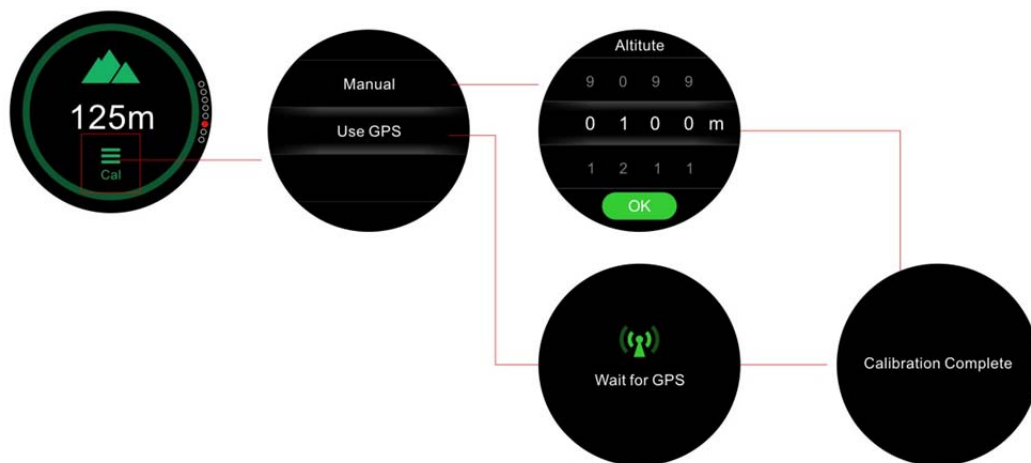 125m
Cal
Manual
Use GPS
Altitute
9 0 9 9
0 1 0 0 m
1 2 1 1
OK
Wait for GPS
Calibration Complete